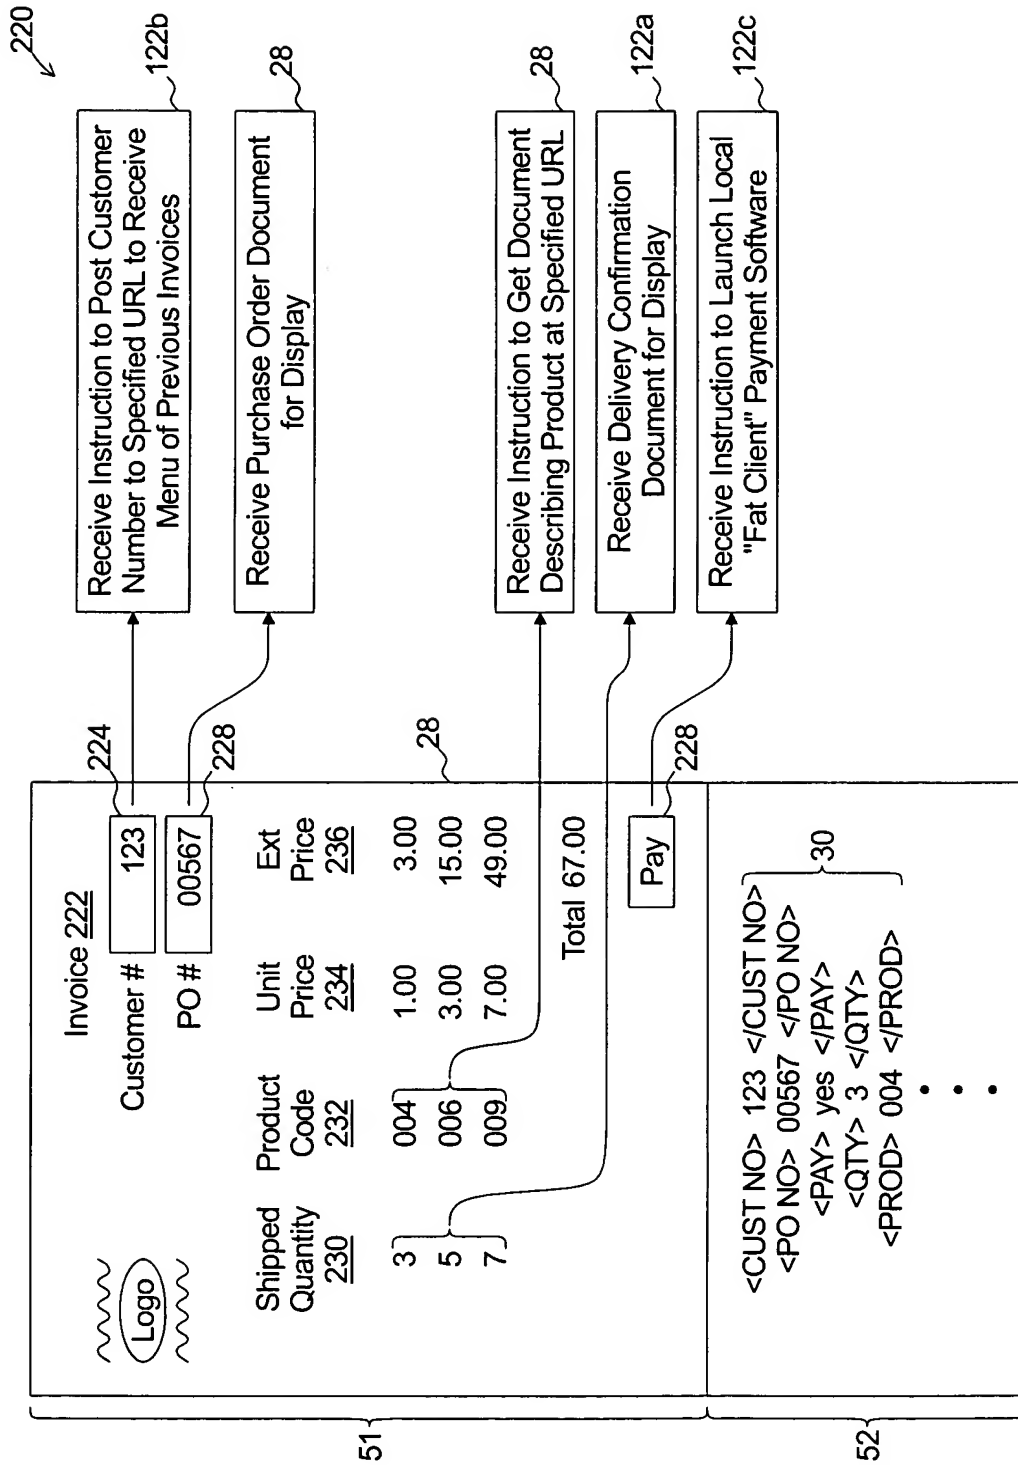 220
Invoice 222
Logo
Customer # 123
224
PO # 00567
228
Shipped
Quantity
230
Product
Code
232
Unit
Price
234
Ext
Price
236
28
3 004 1.00 3.00
5 006 3.00 15.00
7 009 7.00 49.00
Total 67.00
Pay
228
51
<CUST NO> 123 </CUST NO>
<PO NO> 00567 </PO NO>
<PAY> yes </PAY>
<QTY> 3 </QTY>
<PROD> 004 </PROD>
30
52
Receive Instruction to Post Customer
Number to Specified URL to Receive
Menu of Previous Invoices
122b
Receive Purchase Order Document
for Display
28
Receive Instruction to Get Document
Describing Product at Specified URL
28
Receive Delivery Confirmation
Document for Display
122a
Receive Instruction to Launch Local
"Fat Client" Payment Software
122c